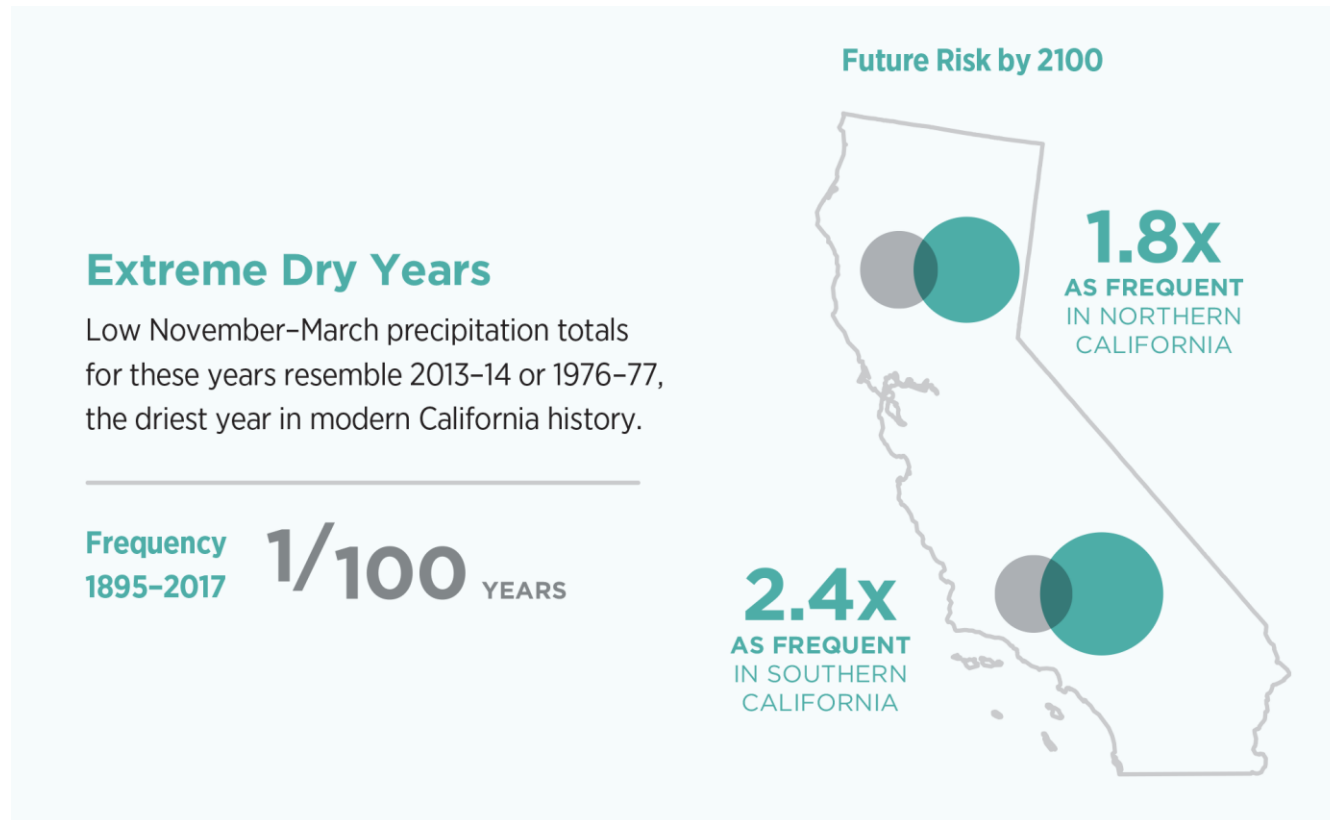 Future Risk by 2100
Extreme Dry Years
Low November–March precipitation totals
for these years resemble 2013–14 or 1976–77,
the driest year in modern California history.
Frequency
1895–2017
1/100 YEARS
1.8x
AS FREQUENT
IN NORTHERN
CALIFORNIA
2.4x
AS FREQUENT
IN SOUTHERN
CALIFORNIA